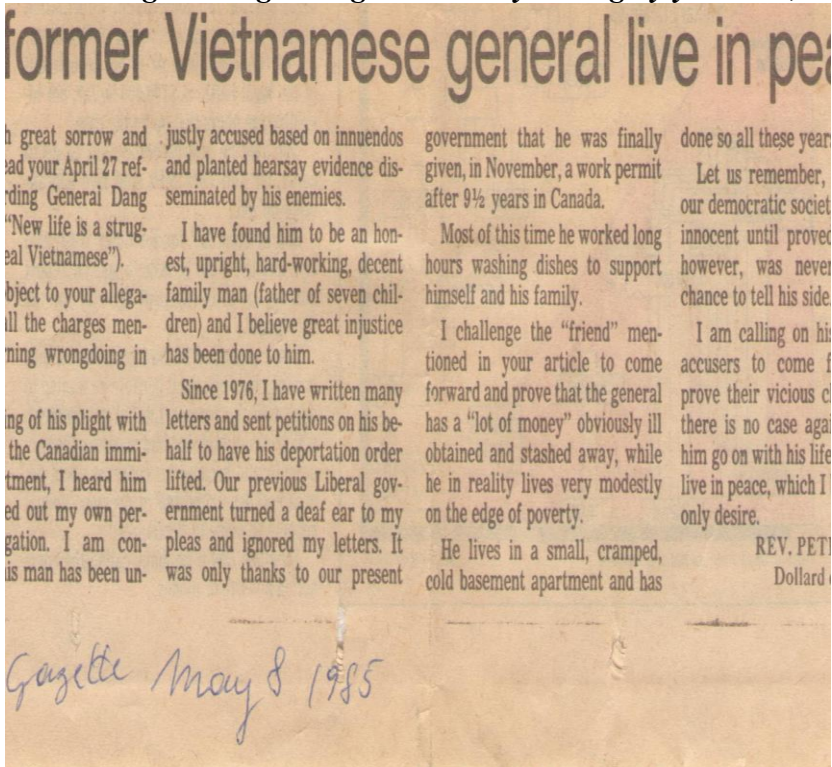 former Vietnamese general live in pea
h great sorrow and
ead your April 27 ref-
rding General Dang
"New life is a strug-
eal Vietnamese").
bject to your allega-
ll the charges men-
ning wrongdoing in
ng of his plight with
the Canadian immi-
tment, I heard him
ed out my own per-
gation. I am con-
is man has been un-
justly accused based on innuendos
and planted hearsay evidence dis-
seminated by his enemies.
I have found him to be an hon-
est, upright, hard-working, decent
family man (father of seven chil-
dren) and I believe great injustice
has been done to him.
Since 1976, I have written many
letters and sent petitions on his be-
half to have his deportation order
lifted. Our previous Liberal gov-
ernment turned a deaf ear to my
pleas and ignored my letters. It
was only thanks to our present
government that he was finally
given, in November, a work permit
after 9½ years in Canada.
Most of this time he worked long
hours washing dishes to support
himself and his family.
I challenge the "friend" men-
tioned in your article to come
forward and prove that the general
has a "lot of money" obviously ill
obtained and stashed away, while
he in reality lives very modestly
on the edge of poverty.
He lives in a small, cramped,
cold basement apartment and has
done so all these year
Let us remember,
our democratic societ
innocent until proved
however, was never
chance to tell his side
I am calling on his
accusers to come f
prove their vicious cl
there is no case agai
him go on with his life
live in peace, which I
only desire.
REV. PETE
Dollard
Gazette May 8 1985